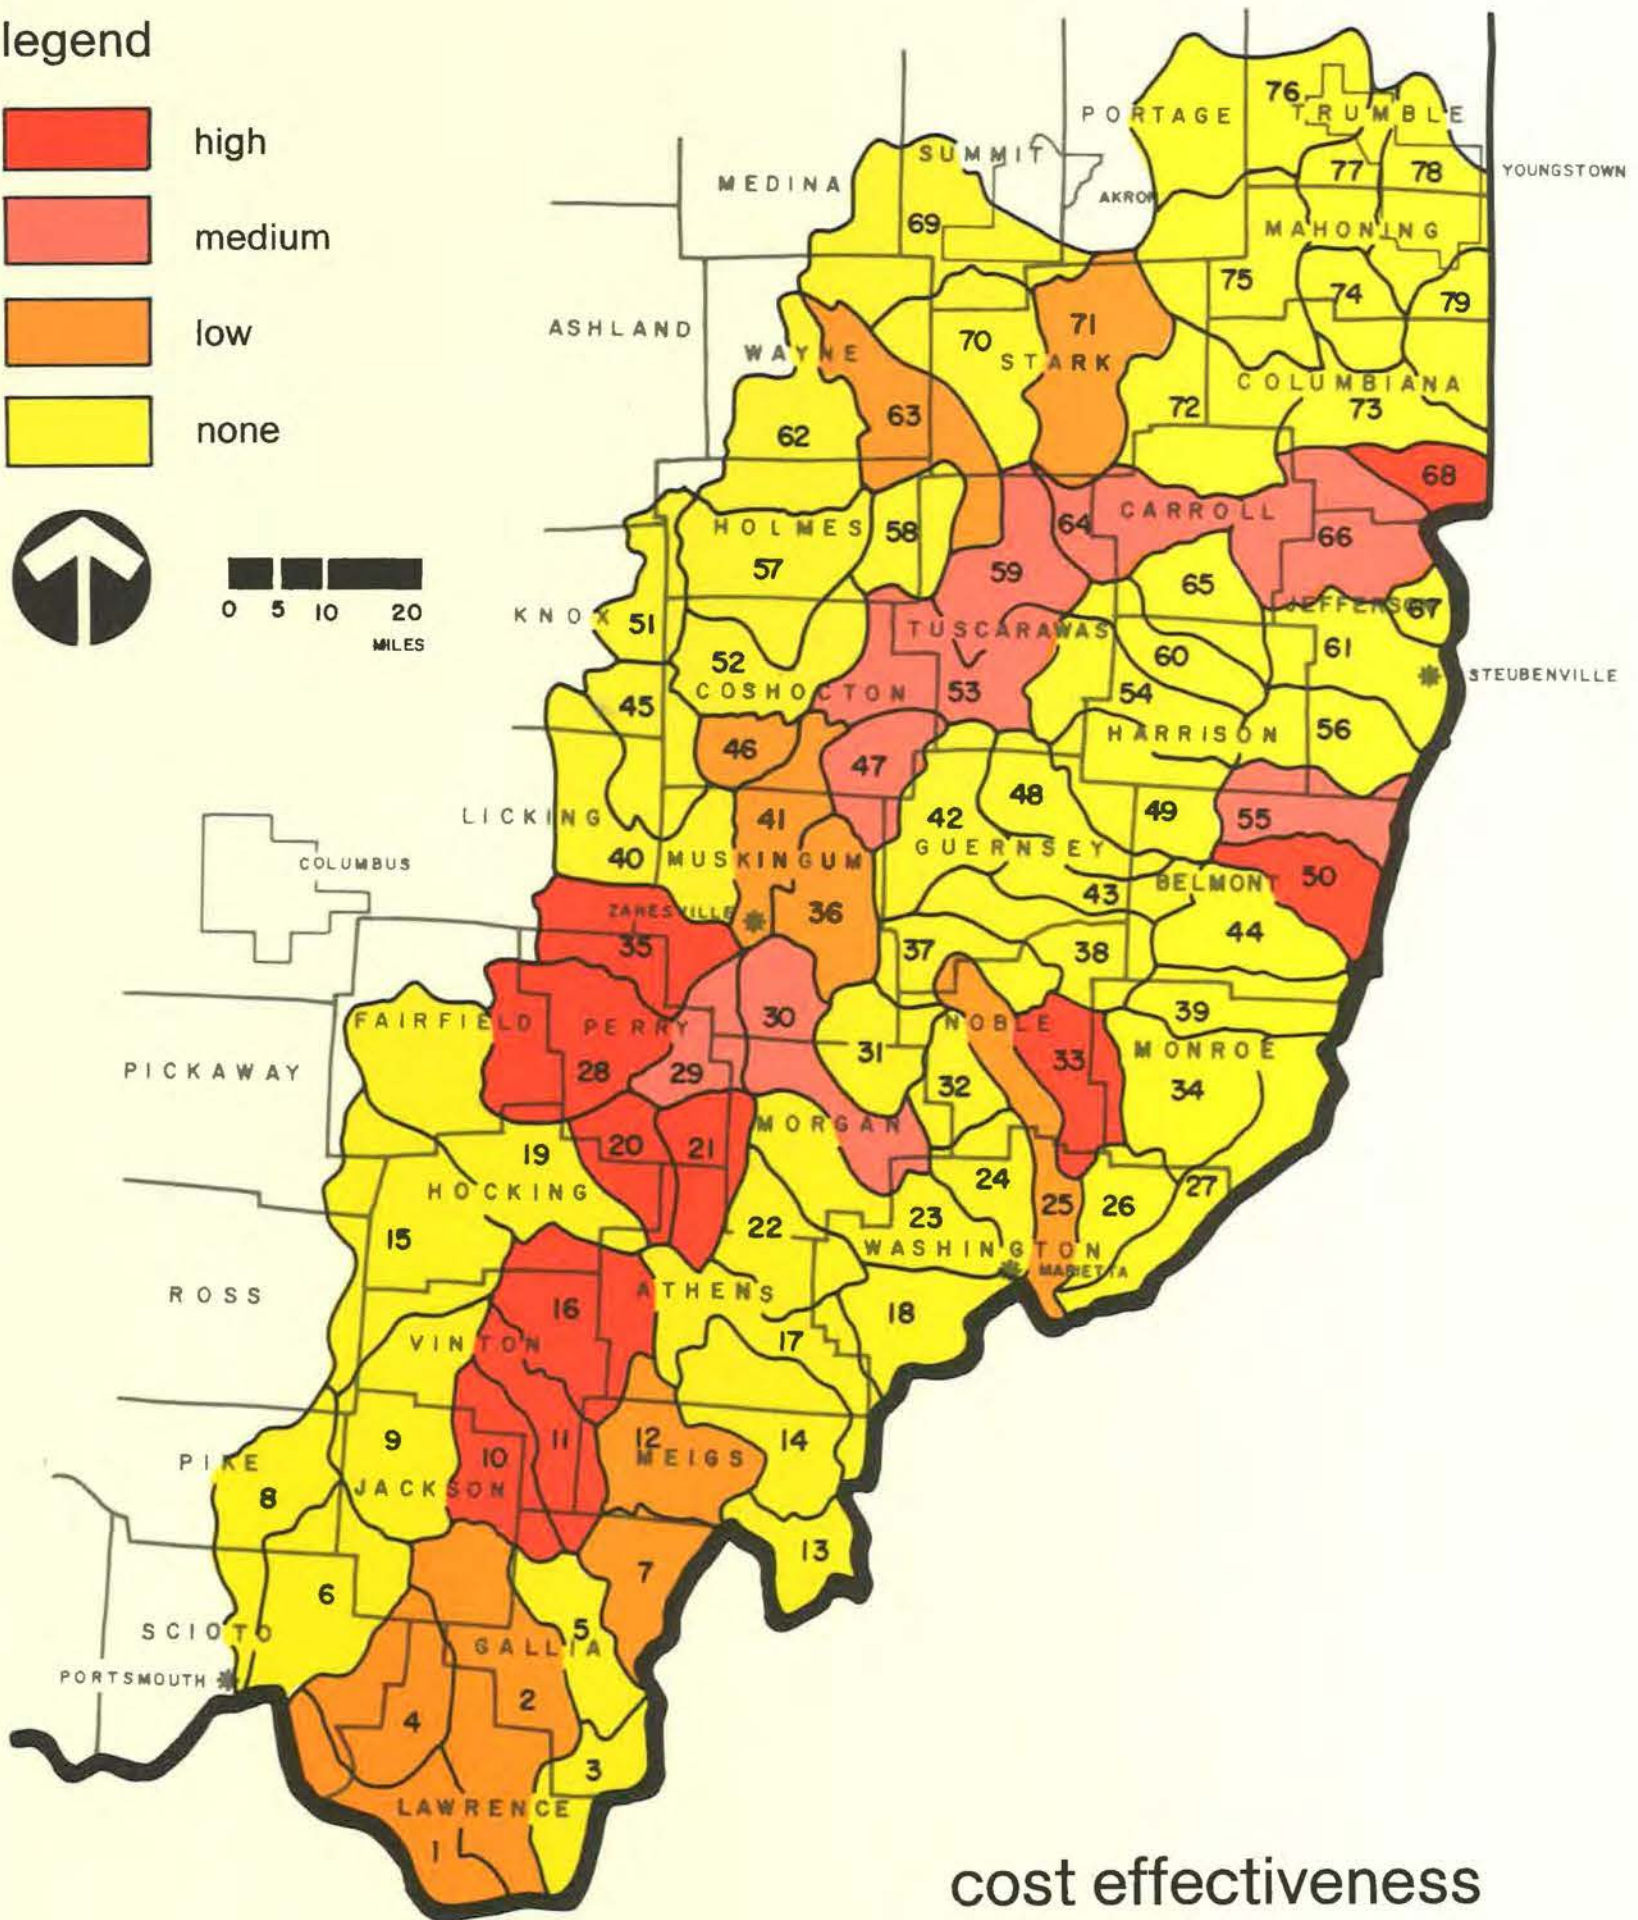 legend
high
medium
low
none
0 5 10 20
MILES
PORTAGE
76
TRUMBLE
SUMMIT
MEDINA
77
78
YOUNGSTOWN
AKRON
69
MAHONING
75
74
79
ASHLAND
71
70
WAYNE
STARK
COLUMBIANA
72
73
63
62
68
CARROLL
64
HOLMES
58
66
57
59
65
JEFFERSON
67
KNOX
51
TUSCARAWAS
61
60
52
STEUBENVILLE
COSHOCTON
53
54
45
56
HARRISON
46
47
48
49
42
55
LICKING
41
GUERNSEY
COLUMBUS
40
MUSKINGUM
50
BELMONT
43
ZANESVILLE
36
44
35
37
38
39
FAIRFIELD
PERRY
30
NOBLE
31
33
MONROE
PICKAWAY
28
29
32
34
MORGAN
19
20
21
24
HOCKING
27
25
26
23
22
15
WASHINGTON
MARIETTA
ROSS
ATHENS
16
18
VINTON
17
9
11
12
14
PIKE
10
MEIGS
8
JACKSON
13
7
6
SCIOTO
5
GALLIA
PORTSMOUTH
2
4
3
LAWRENCE
1
cost effectiveness